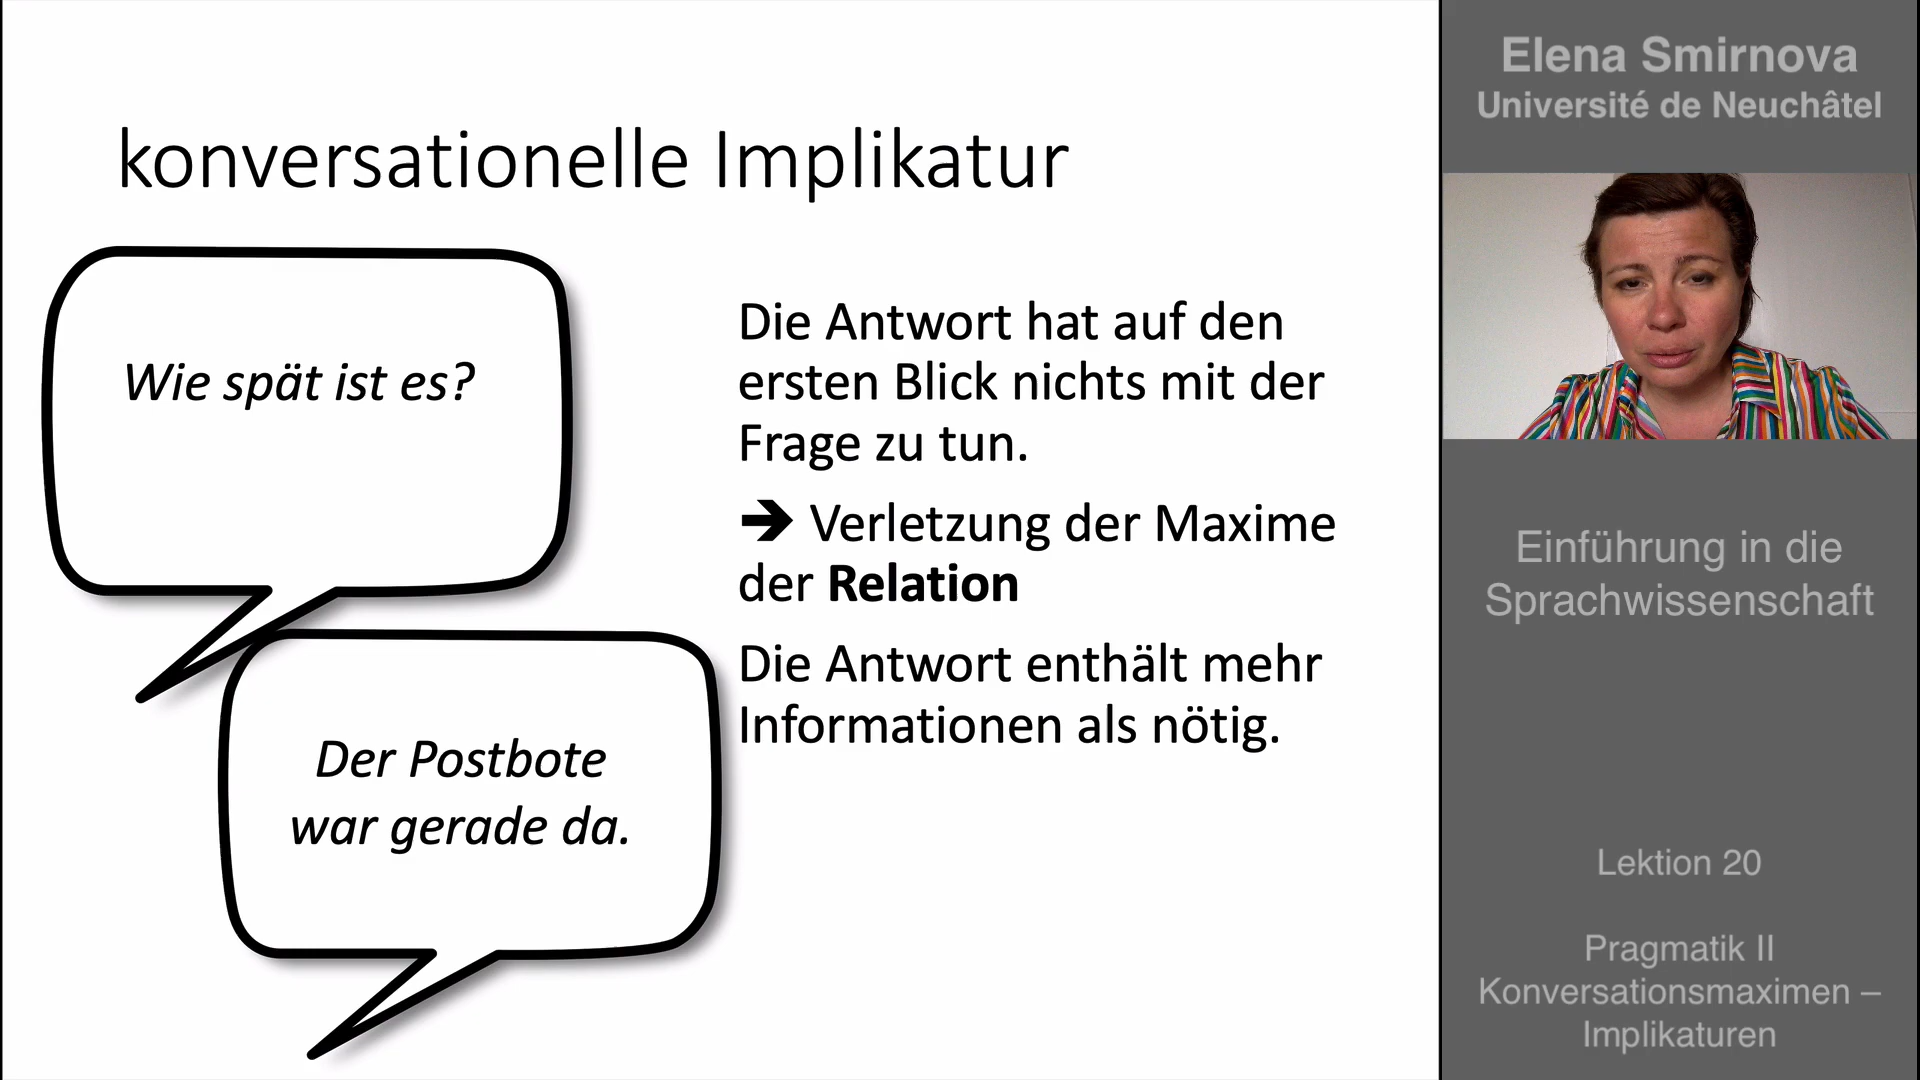 konversationelle Implikatur
Wie spät ist es?
Der Postbote
war gerade da.
Die Antwort hat auf den
ersten Blick nichts mit der
Frage zu tun.
➔ Verletzung der Maxime
der Relation
Die Antwort enthält mehr
Informationen als nötig.
Elena Smirnova
Université de Neuchâtel
Einführung in die
Sprachwissenschaft
Lektion 20
Pragmatik II
Konversationsmaximen –
Implikaturen